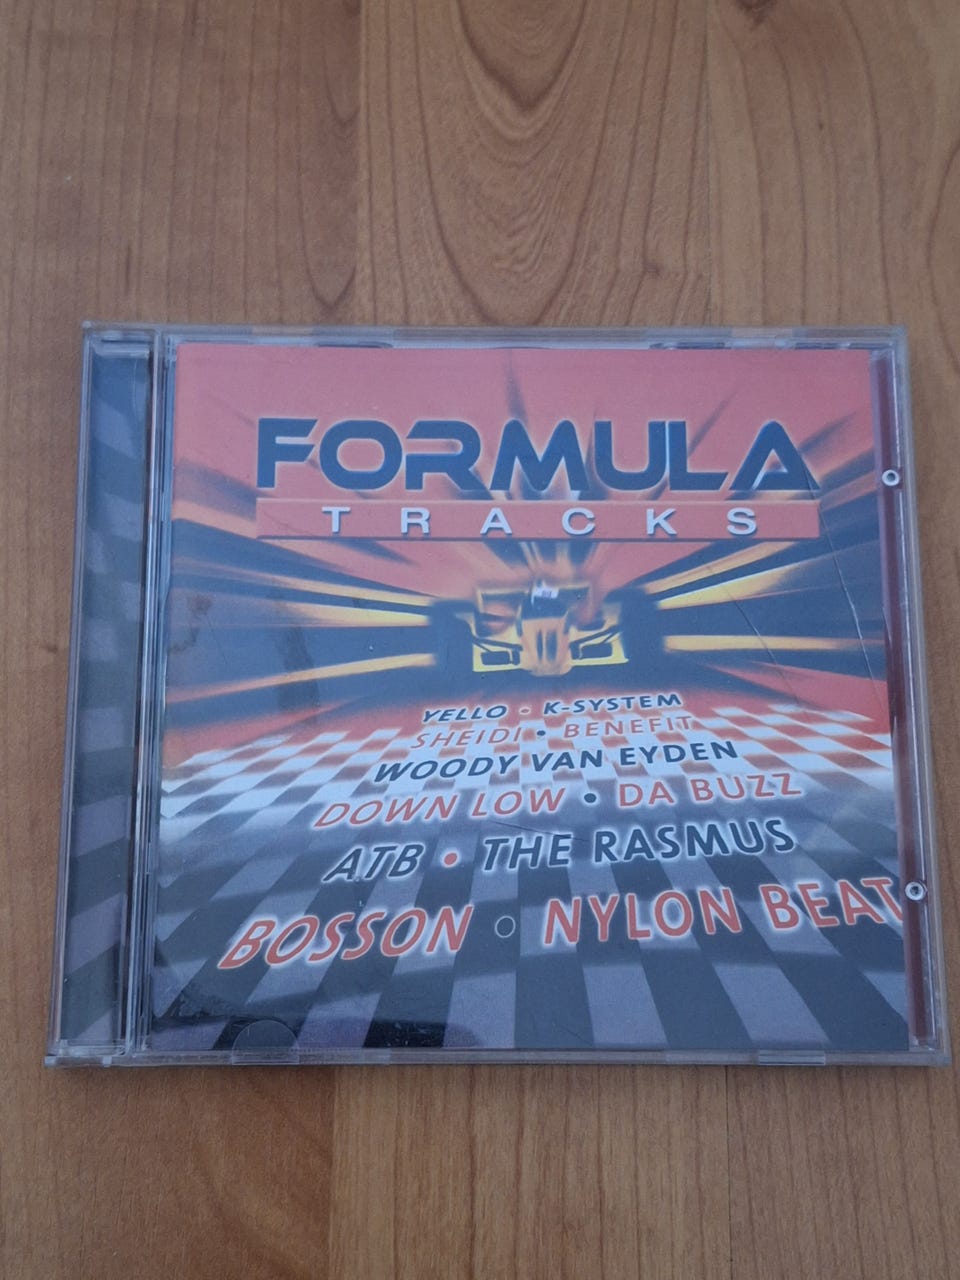 FORMULA
TRACKS
YELLO • K-SYSTEM
SHEIDI • BENEFIT
WOODY VAN EYDEN
DOWN LOW • DA BUZZ
ATB • THE RASMUS
BOSSON • NYLON BEAT